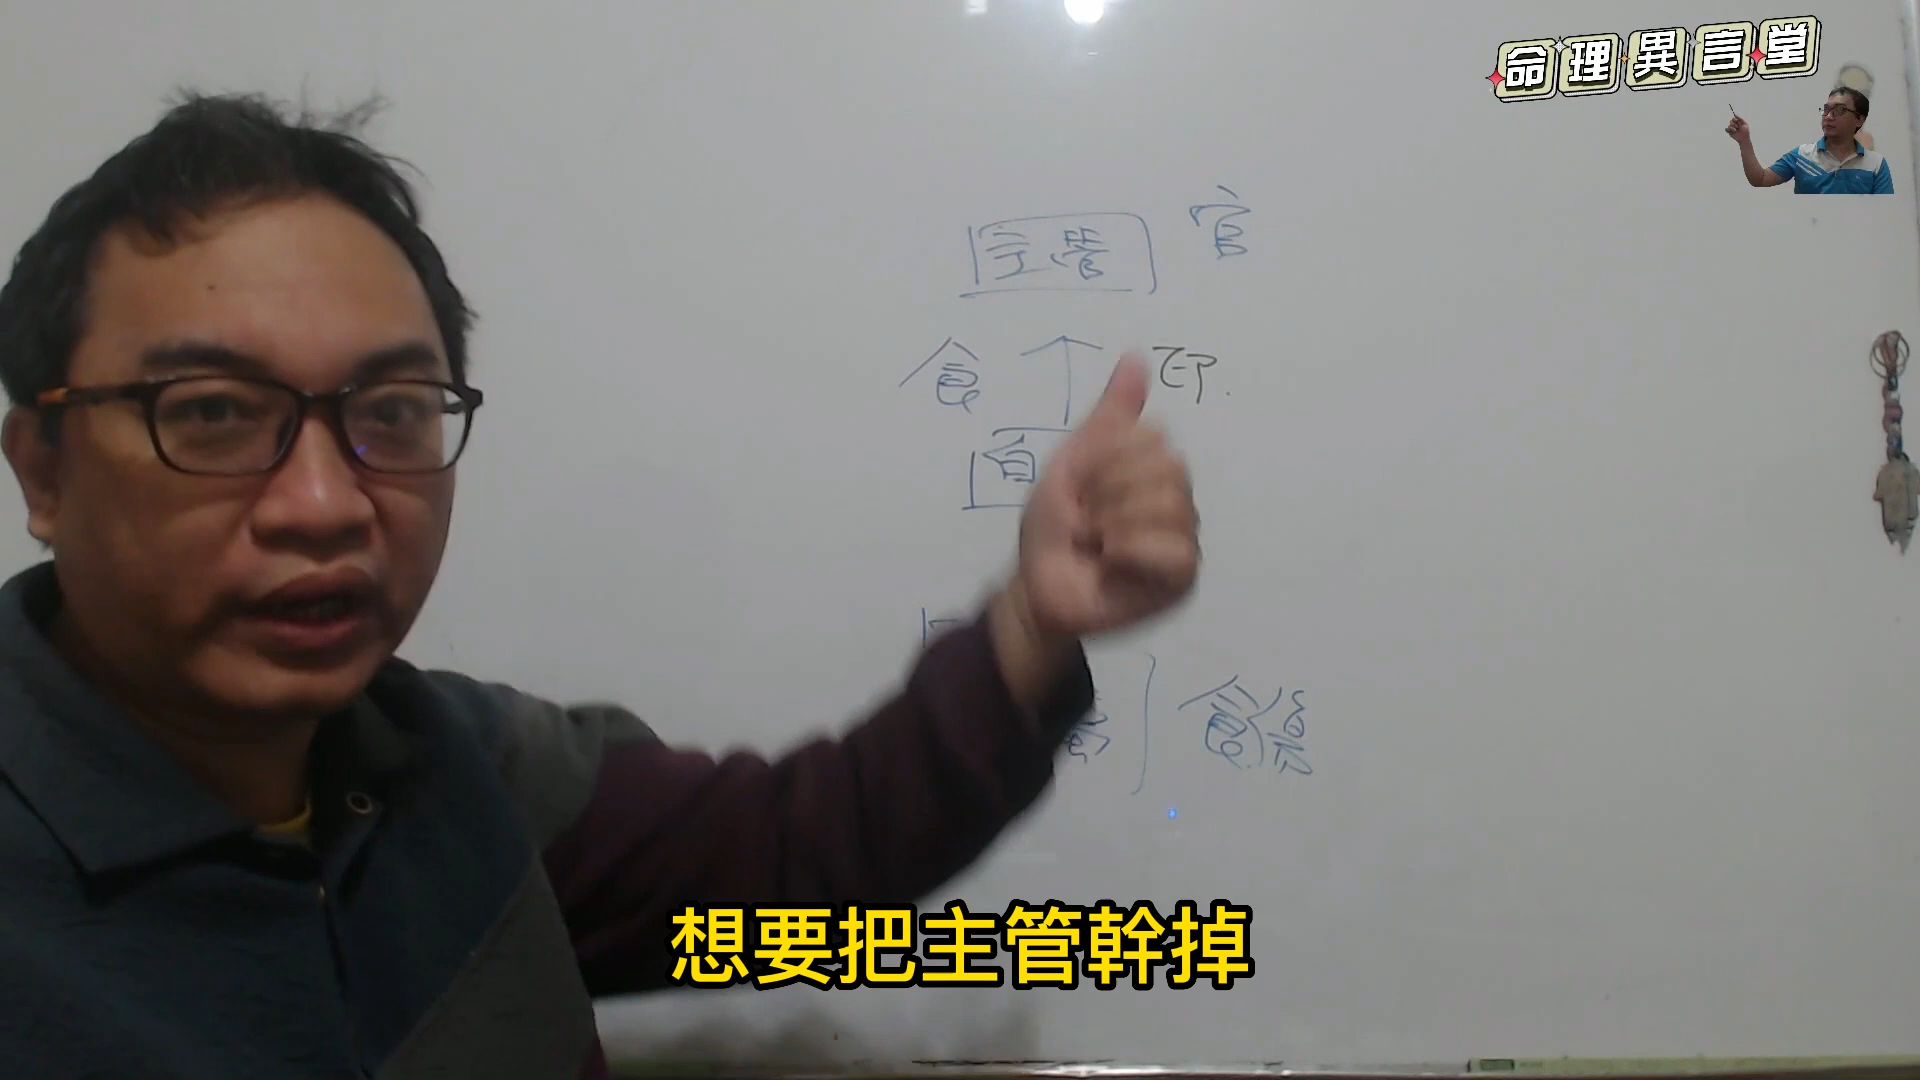 命理異言堂
主管 官
食 印
自
食傷
想要把主管幹掉